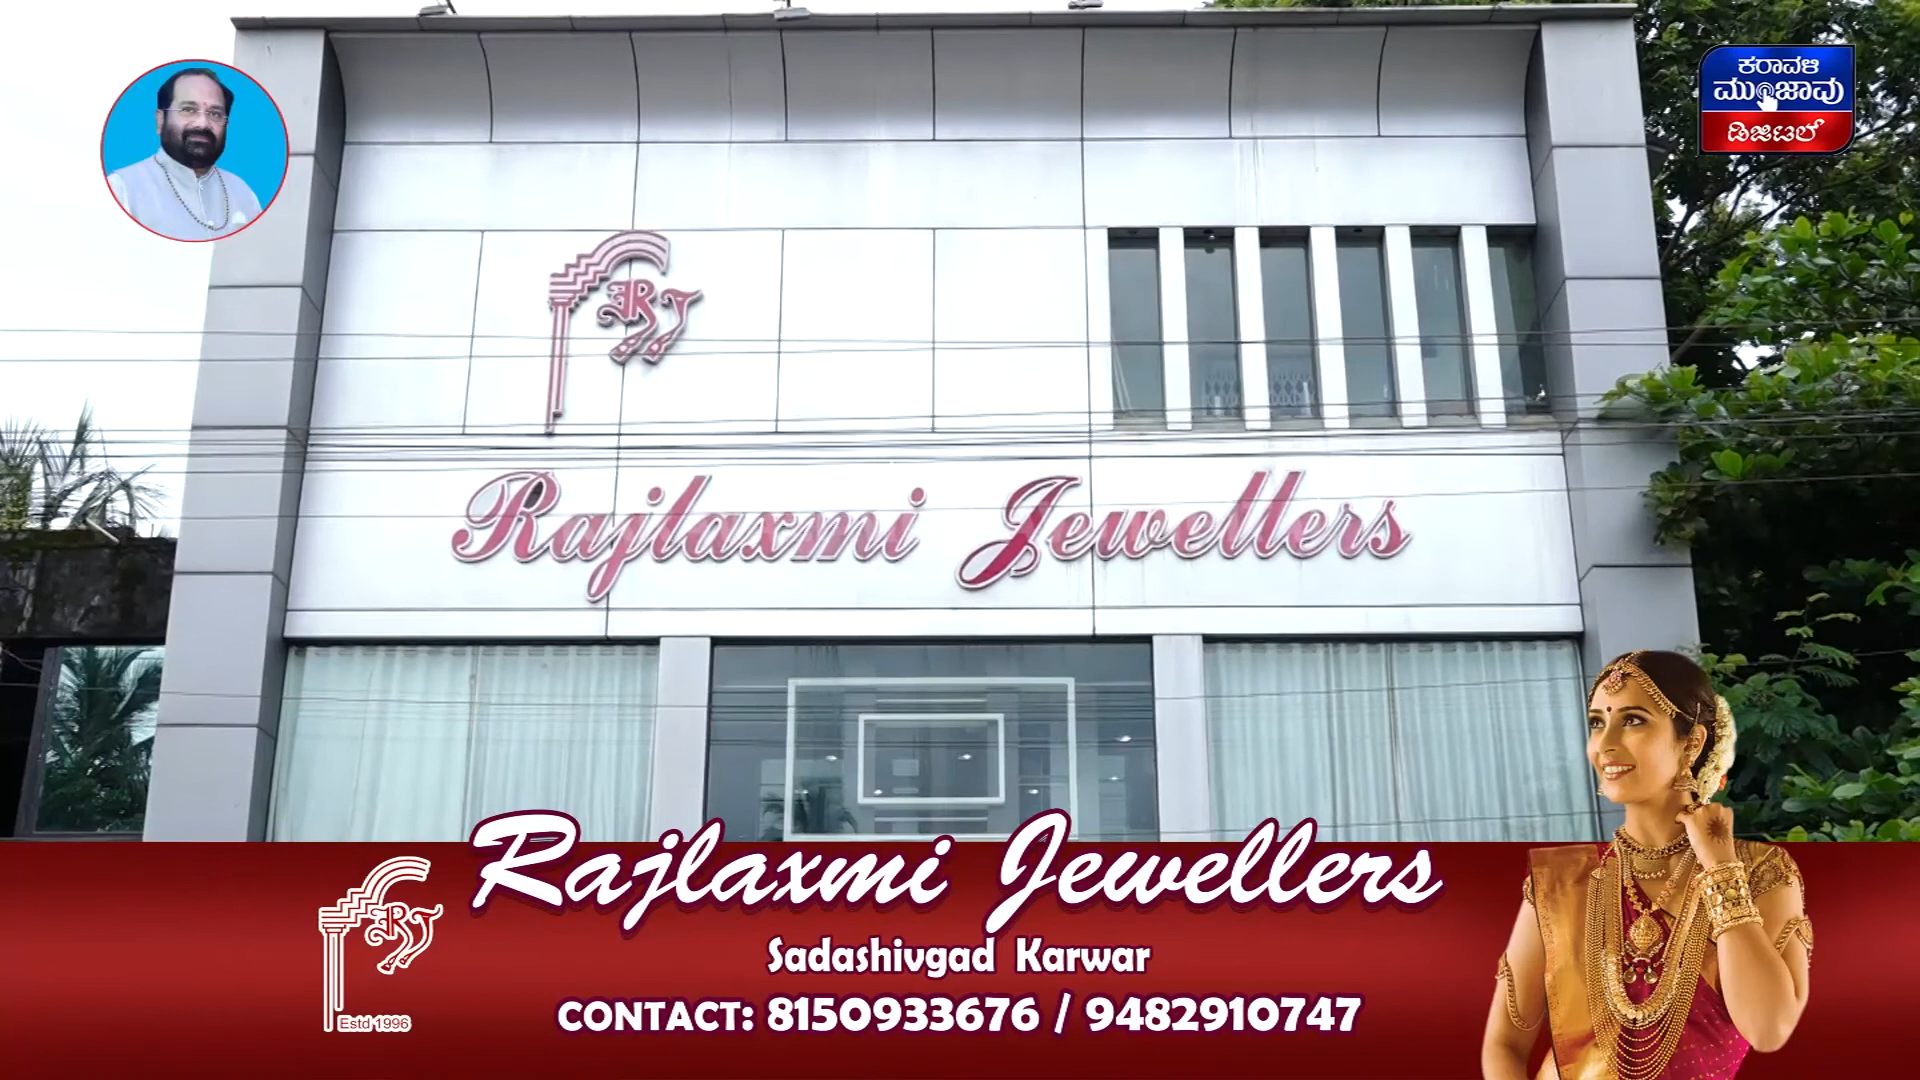 ಕರಾವಳಿ
ಮುಂಜಾವು
ಡಿಜಿಟಲ್
RJ
Rajlaxmi Jewellers
Rajlaxmi Jewellers
RJ
Sadashivgad Karwar
Estd 1996
CONTACT: 8150933676 / 9482910747